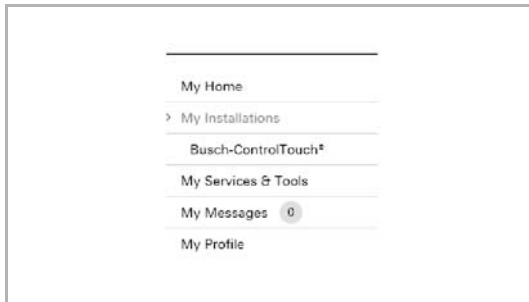 My Home
> My Installations
Busch-ControlTouch®
My Services & Tools
My Messages 0
My Profile